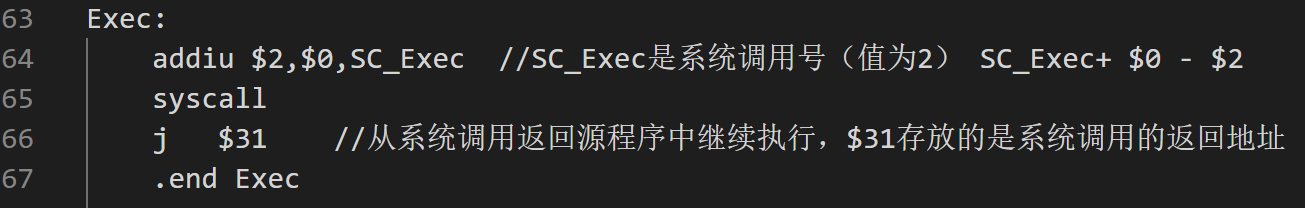 63 Exec:
64 addiu $2,$0,SC_Exec //SC_Exec是系统调用号（值为2） SC_Exec+ $0 - $2
65 syscall
66 j $31 //从系统调用返回源程序中继续执行，$31存放的是系统调用的返回地址
67 .end Exec